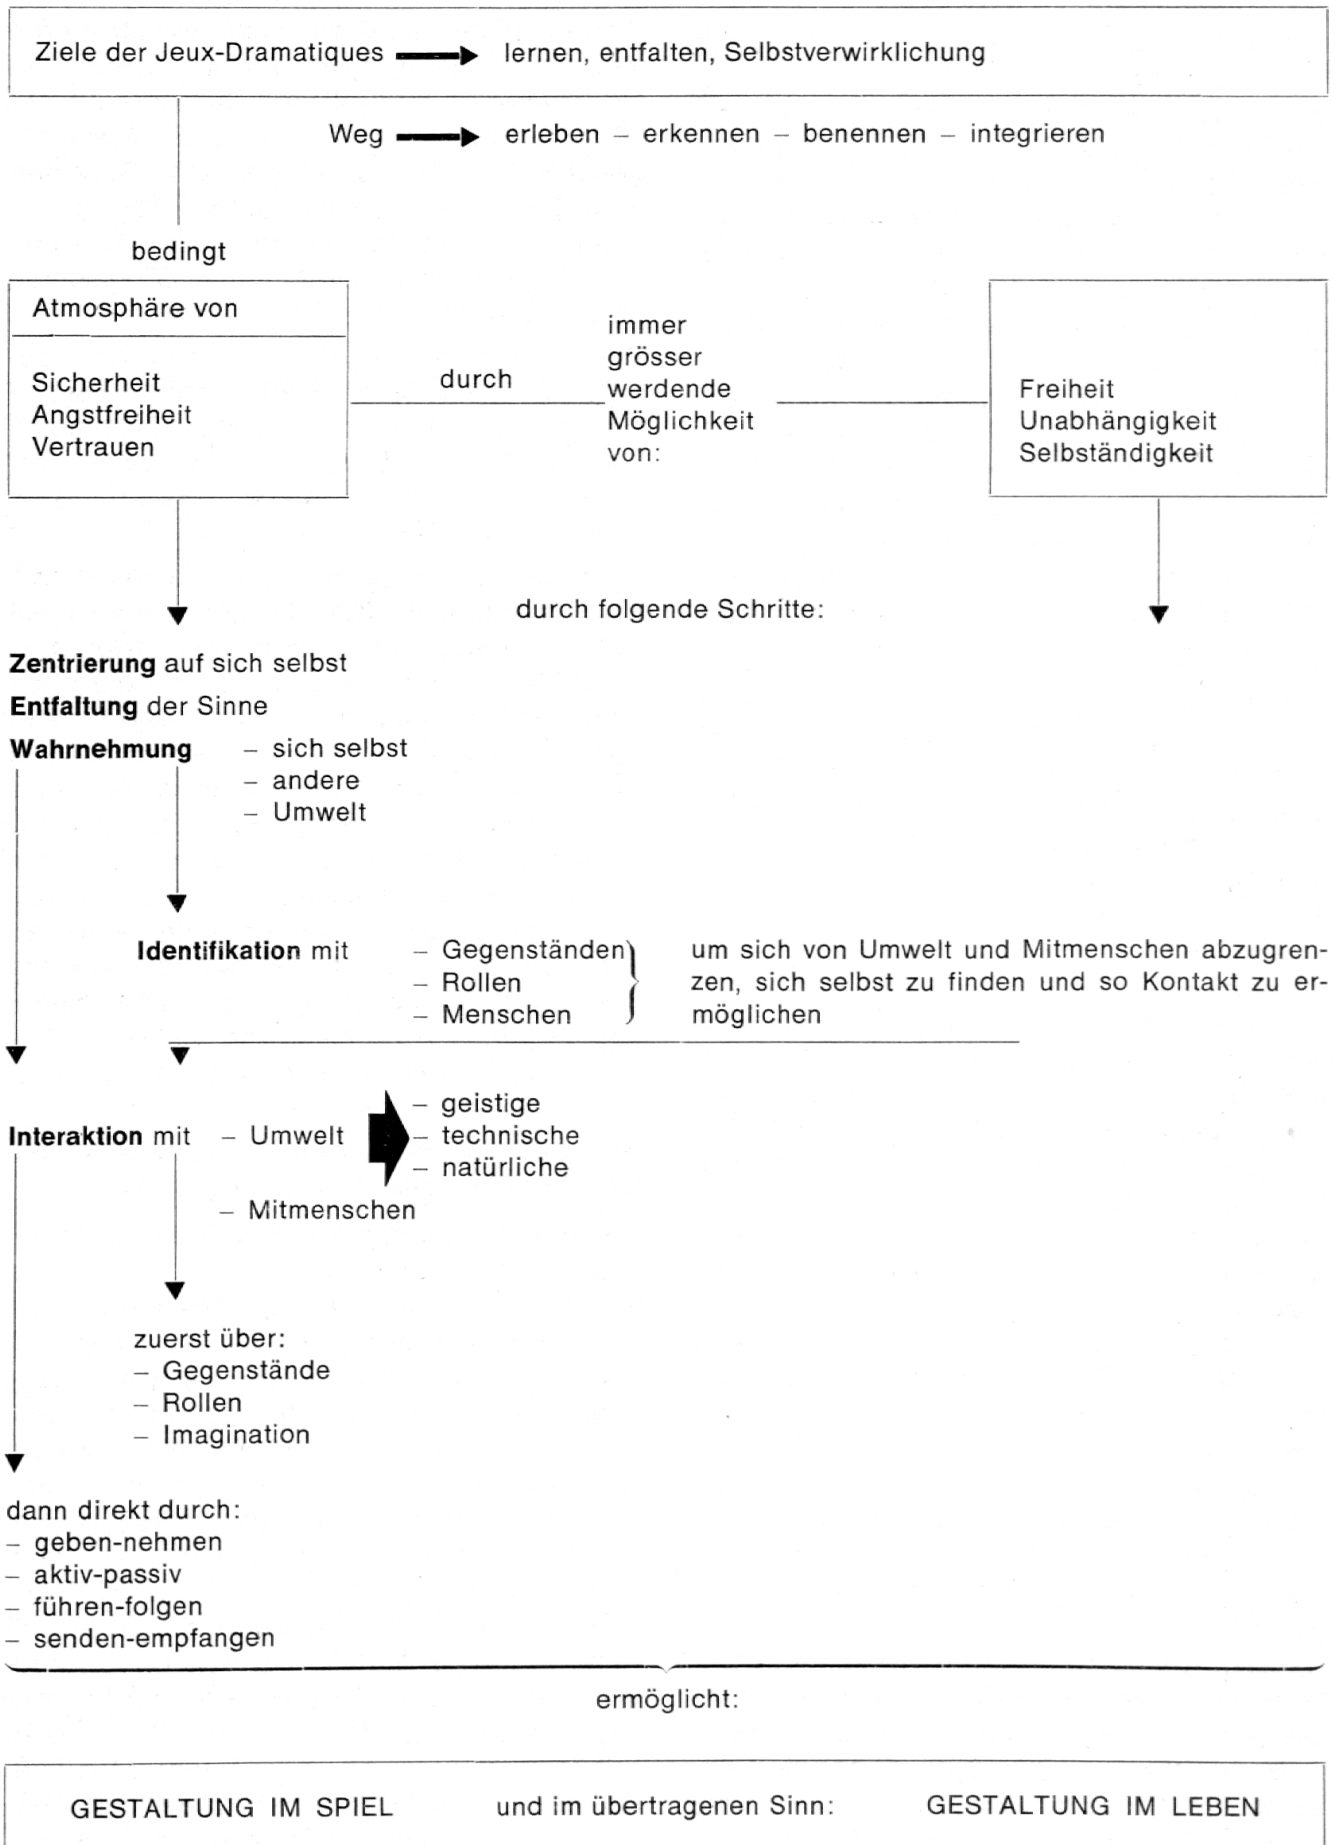 Ziele der Jeux-Dramatiques lernen, entfalten, Selbstverwirklichung
Weg erleben – erkennen – benennen – integrieren
bedingt
Atmosphäre von
Sicherheit
Angstfreiheit
Vertrauen
durch
immer
grösser
werdende
Möglichkeit
von:
Freiheit
Unabhängigkeit
Selbständigkeit
durch folgende Schritte:
Zentrierung auf sich selbst
Entfaltung der Sinne
Wahrnehmung – sich selbst
– andere
– Umwelt
Identifikation mit – Gegenständen
– Rollen
– Menschen
um sich von Umwelt und Mitmenschen abzugren-
zen, sich selbst zu finden und so Kontakt zu er-
möglichen
Interaktion mit – Umwelt
– geistige
– technische
– natürliche
– Mitmenschen
zuerst über:
– Gegenstände
– Rollen
– Imagination
dann direkt durch:
– geben-nehmen
– aktiv-passiv
– führen-folgen
– senden-empfangen
ermöglicht:
GESTALTUNG IM SPIEL und im übertragenen Sinn: GESTALTUNG IM LEBEN